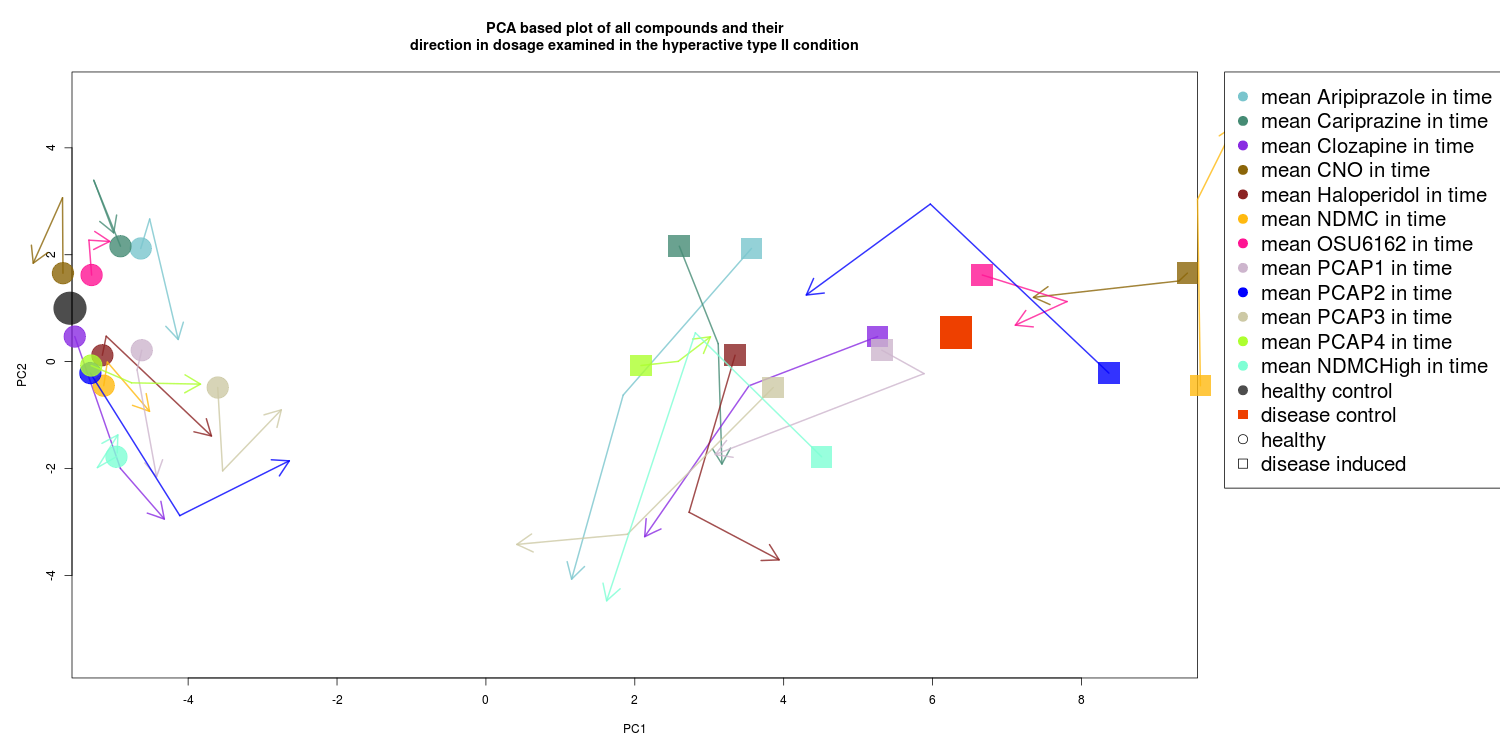 PCA based plot of all compounds and their
direction in dosage examined in the hyperactive type II condition
mean Aripiprazole in time
mean Cariprazine in time
mean Clozapine in time
mean CNO in time
mean Haloperidol in time
mean NDMC in time
mean OSU6162 in time
mean PCAP1 in time
mean PCAP2 in time
mean PCAP3 in time
mean PCAP4 in time
mean NDMCHigh in time
healthy control
disease control
healthy
disease induced
PC2
4
2
0
-2
-4
-4 -2 0 2 4 6 8
PC1